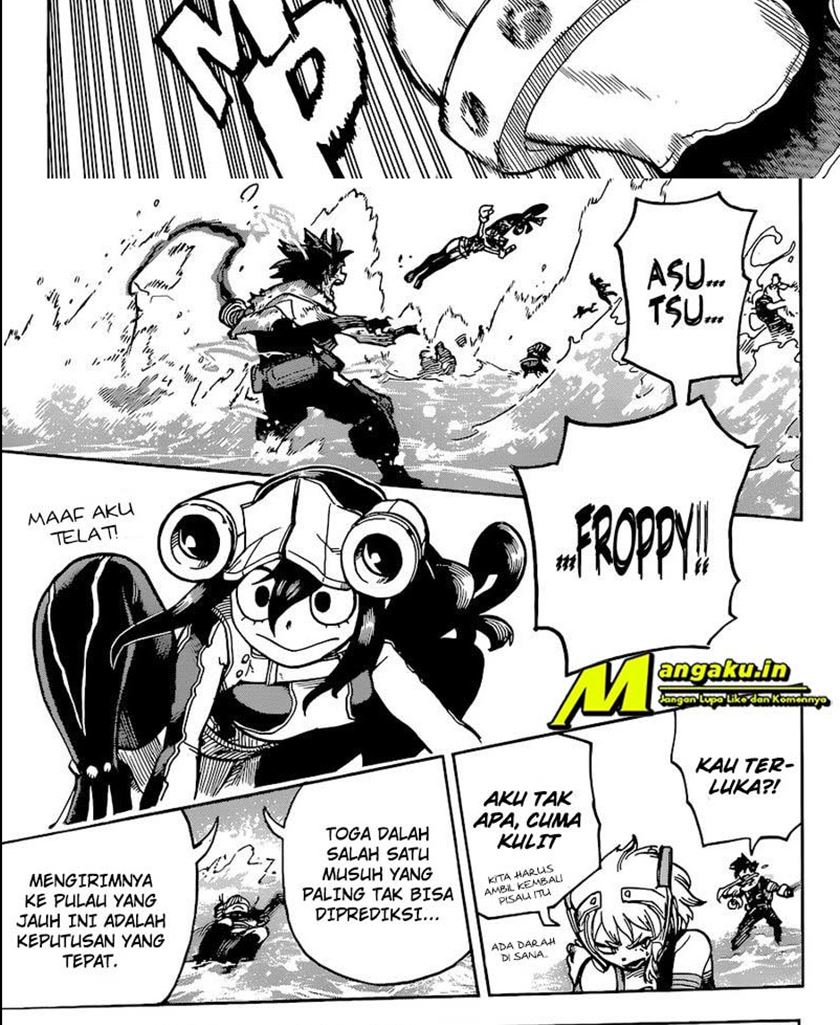 MP
ASU...
TSU...
...FROPPY!!
MAAF AKU
TELAT!
Mangaku.in
Jangan Lupa Like dan Komennya
KAU TER-
LUKA?!
AKU TAK
APA, CUMA
KULIT
KITA HARUS
AMBIL KEMBALI
PISAU ITU
ADA DARAH
DI SANA.
TOGA DALAH
SALAH SATU
MUSUH YANG
PALING TAK BISA
DIPREDIKSI...
MENGIRIMNYA
KE PULAU YANG
JAUH INI ADALAH
KEPUTUSAN YANG
TEPAT.